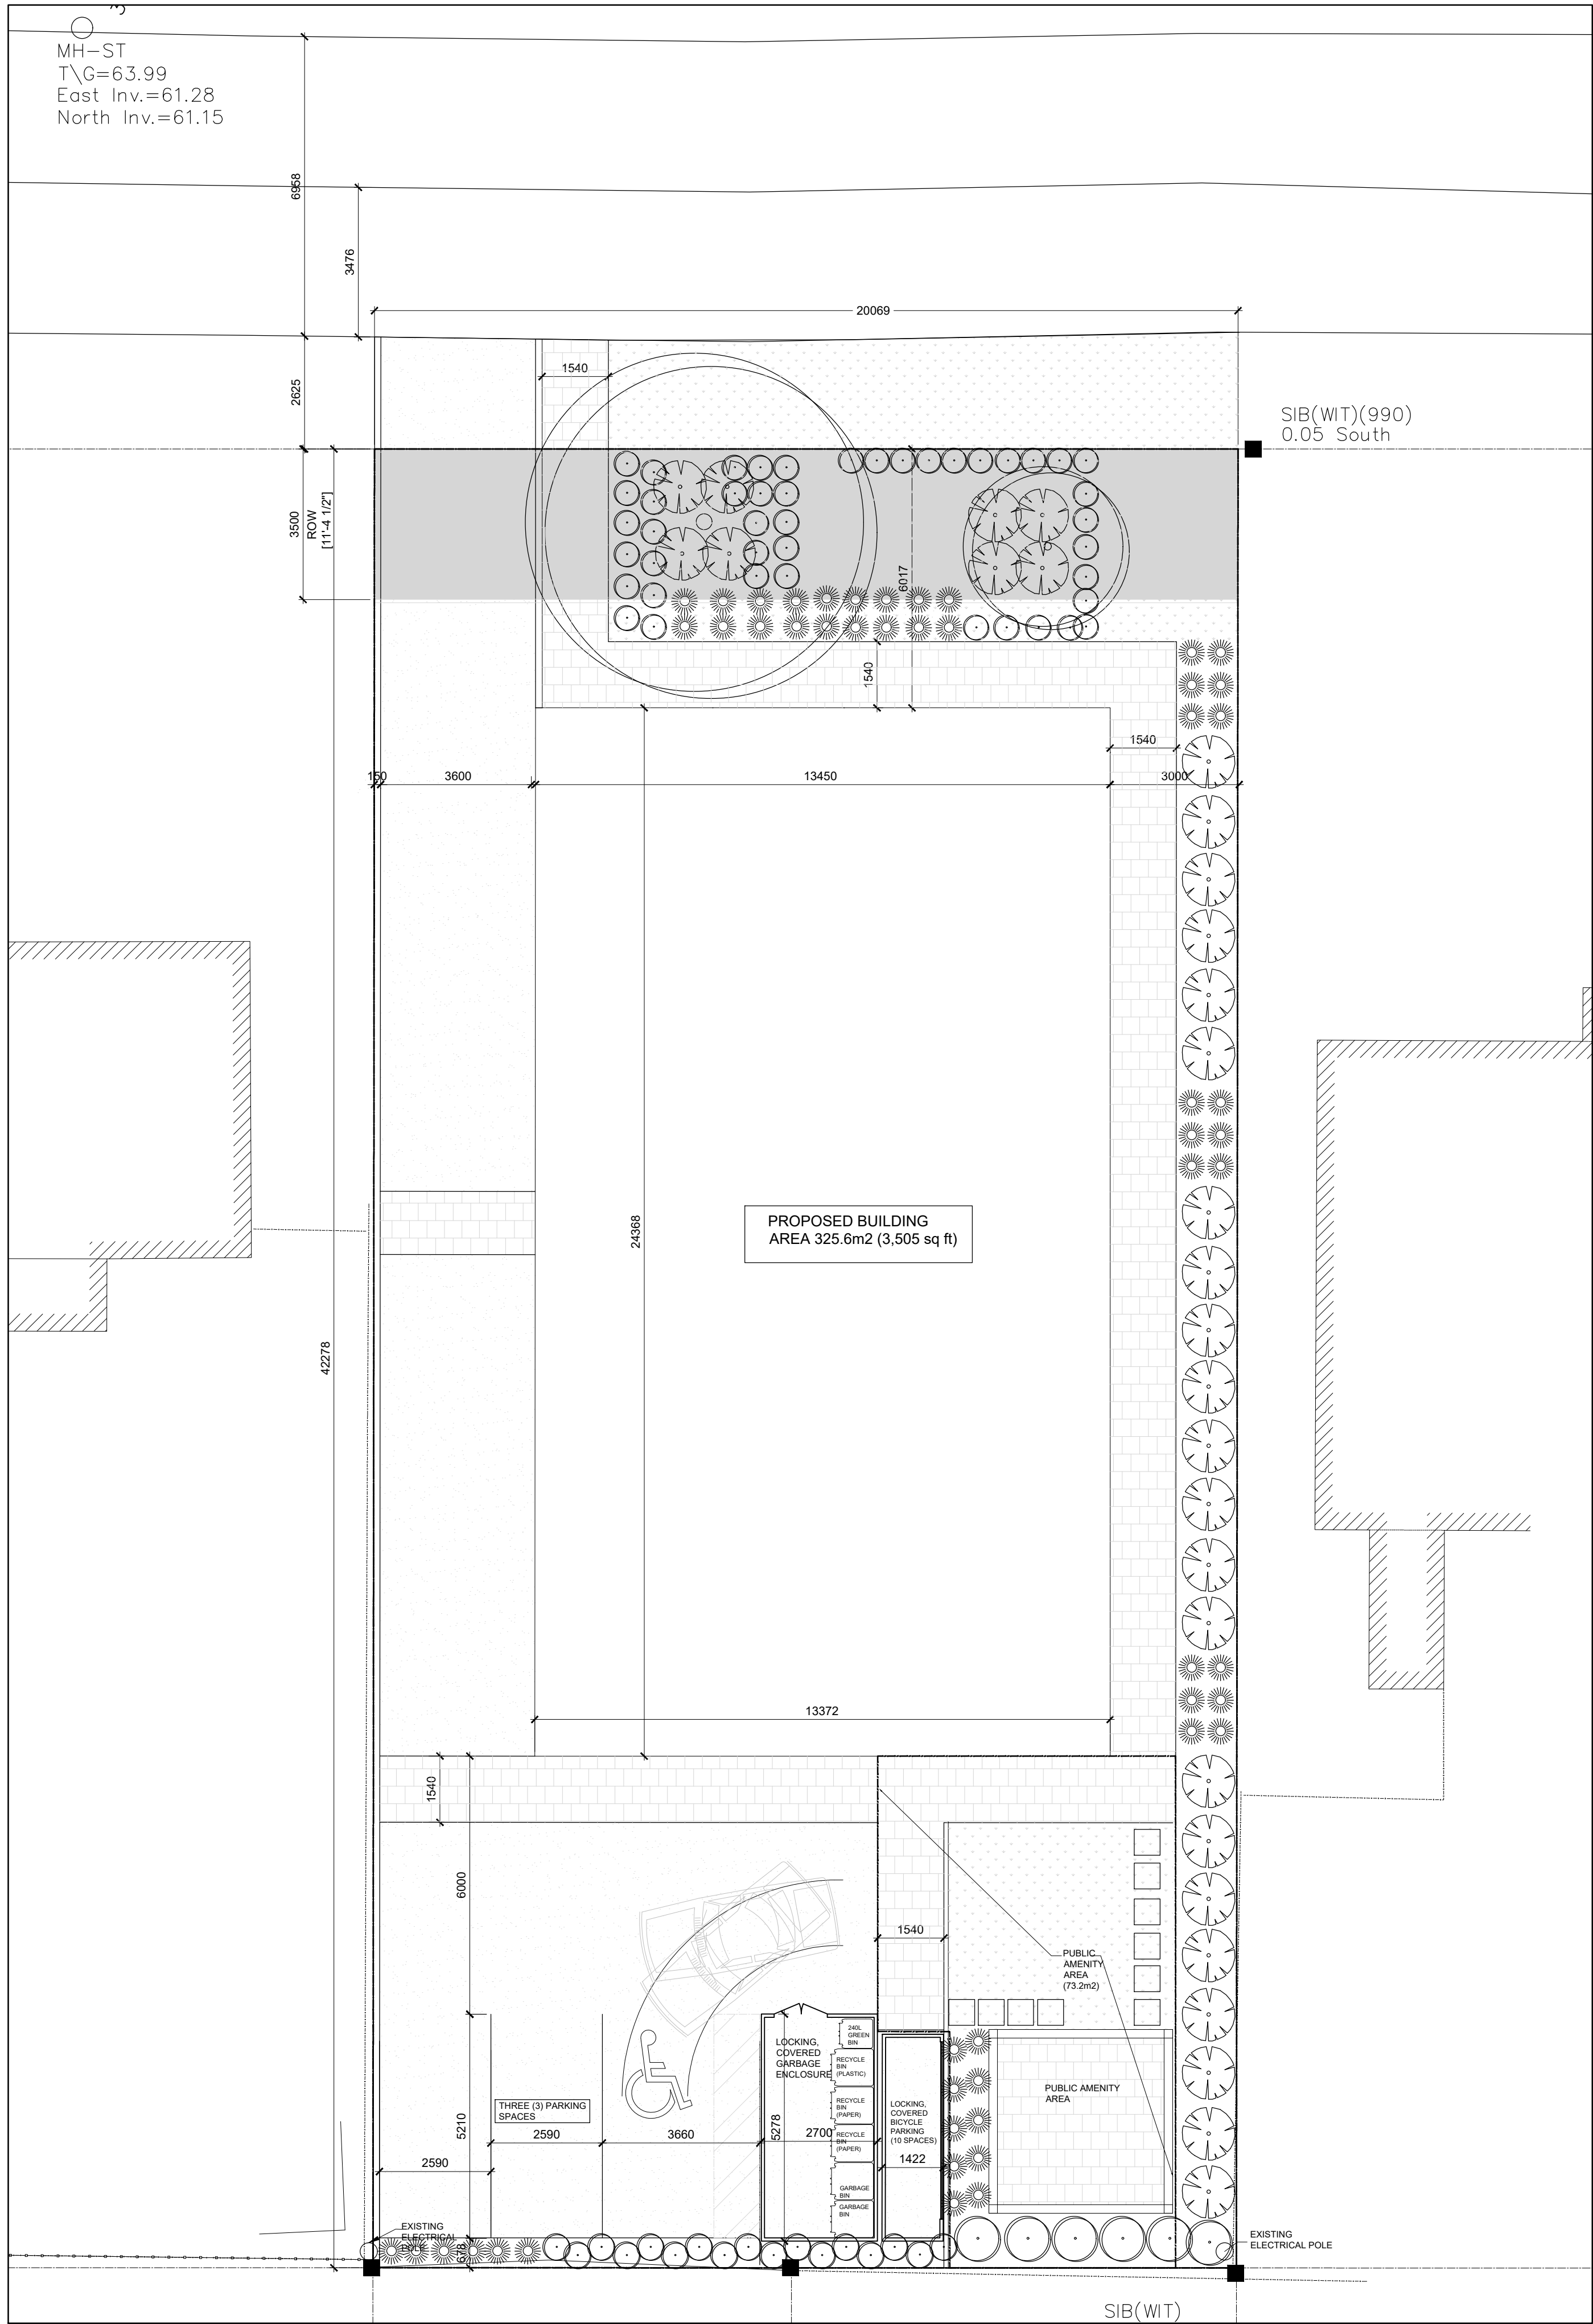 MH-ST
T\G=63.99
East Inv.=61.28
North Inv.=61.15
6958
3476
20069
2625
1540
SIB(WIT)(990)
0.05 South
3500
ROW
[11'-4 1/2"]
6017
1540
1540
150
3600
13450
3000
24368
PROPOSED BUILDING
AREA 325.6m2 (3,505 sq ft)
42278
13372
1540
6000
1540
PUBLIC
AMENITY
AREA
(73.2m2)
240L
GREEN
BIN
LOCKING,
COVERED
GARBAGE
ENCLOSURE
RECYCLE
BIN
(PLASTIC)
RECYCLE
BIN
(PAPER)
RECYCLE
BIN
(PAPER)
GARBAGE
BIN
GARBAGE
BIN
LOCKING,
COVERED
BICYCLE
PARKING
(10 SPACES)
PUBLIC AMENITY
AREA
THREE (3) PARKING
SPACES
5210
2590
3660
5278
2700
2590
1422
EXISTING
ELECTRICAL
POLE
678
EXISTING
ELECTRICAL POLE
SIB(WIT)